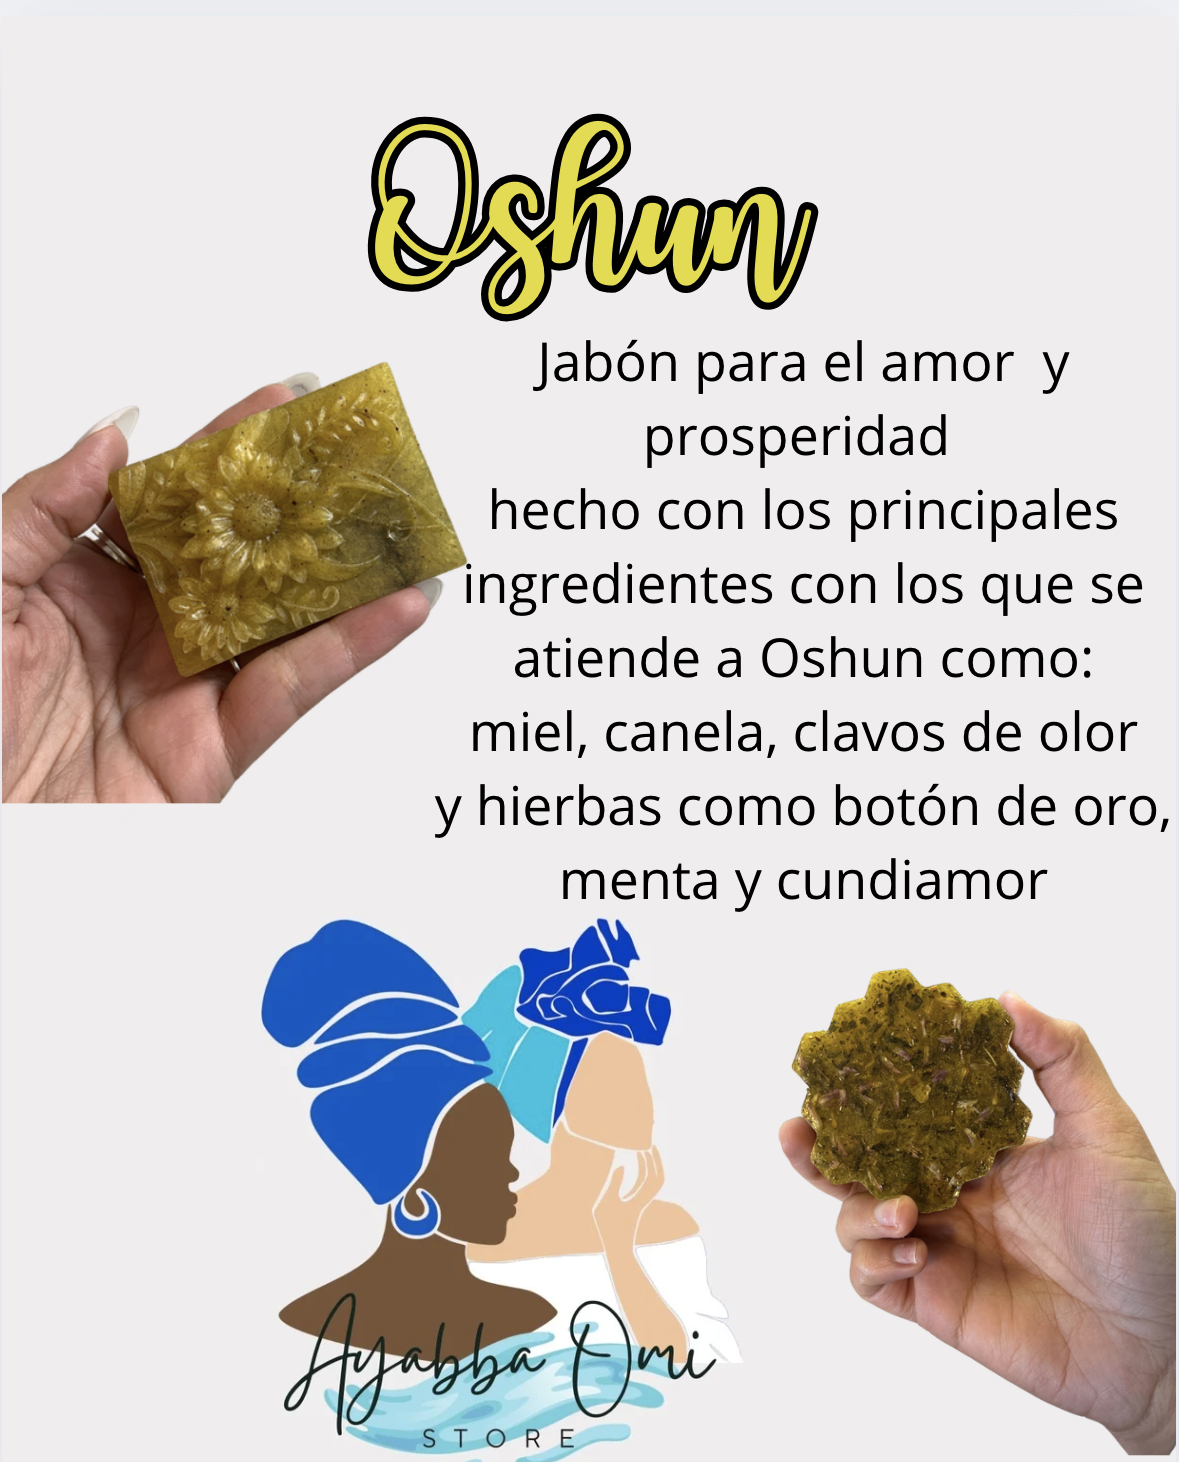 Oshun
Jabón para el amor y
prosperidad
hecho con los principales
ingredientes con los que se
atiende a Oshun como:
miel, canela, clavos de olor
y hierbas como botón de oro,
menta y cundiamor
Ayabba Omi
STORE